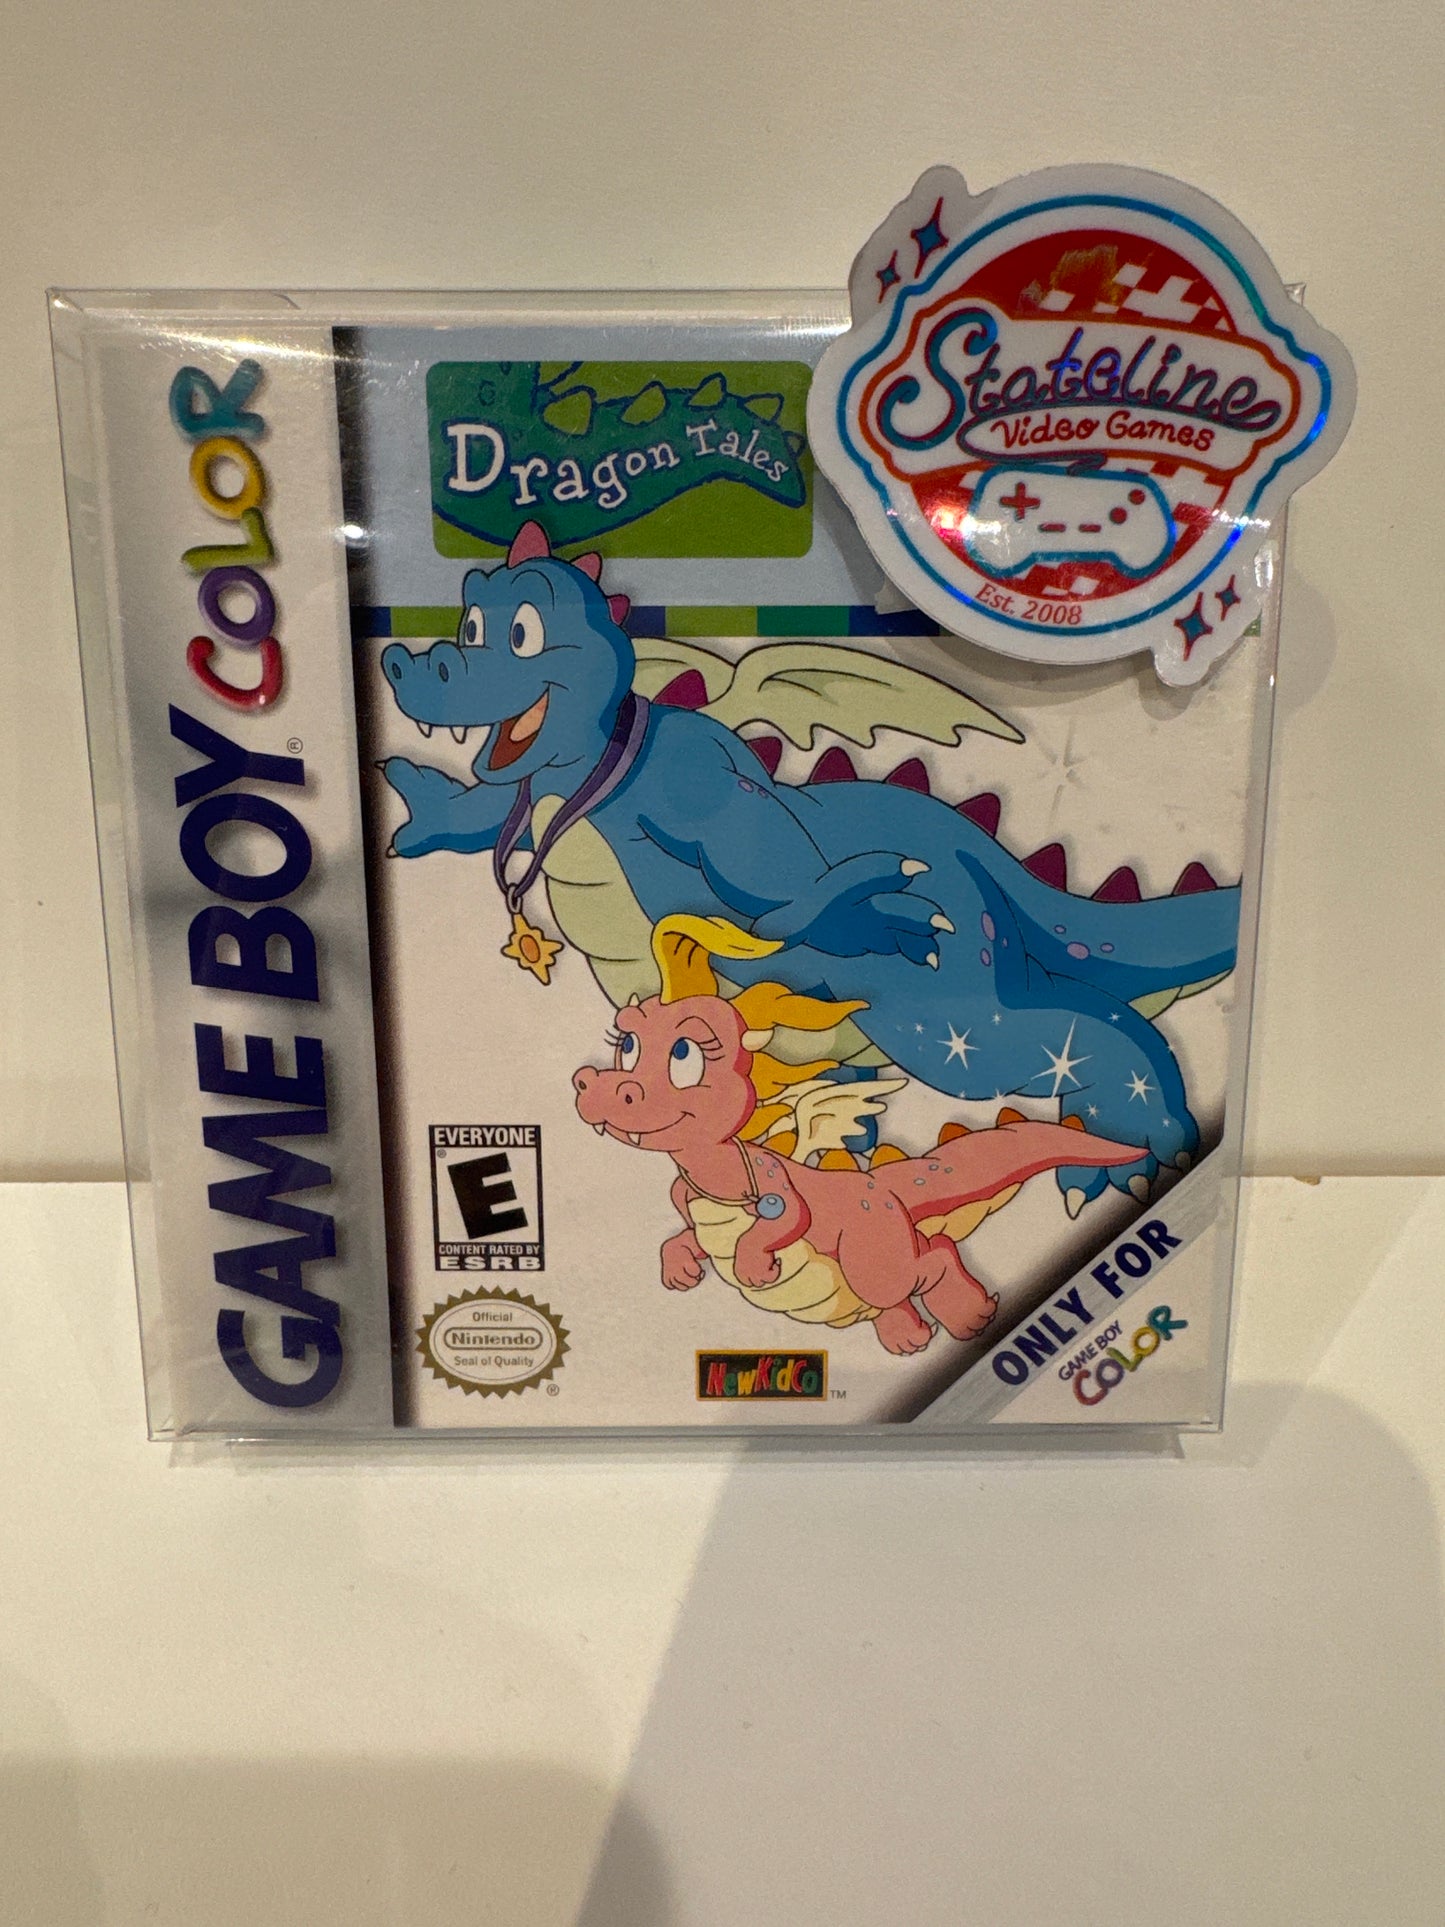 GAME BOY COLOR
®
Dragon Tales
Stateline
Video Games
Est. 2008
EVERYONE
E
®
CONTENT RATED BY
ESRB
Official
Nintendo
Seal of Quality
®
NewKidCo
TM
ONLY FOR
GAME BOY
COLOR